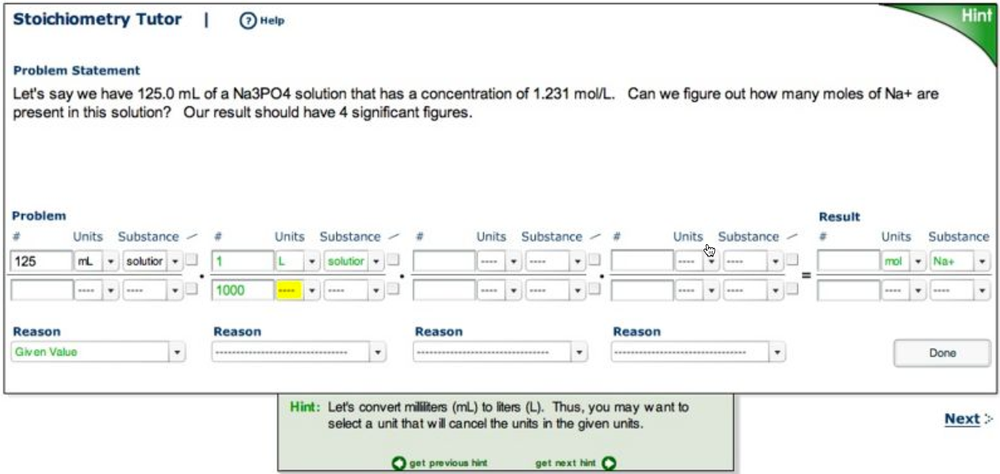 Stoichiometry Tutor | ? Help
Hint
Problem Statement
Let's say we have 125.0 mL of a Na3PO4 solution that has a concentration of 1.231 mol/L. Can we figure out how many moles of Na+ are
present in this solution? Our result should have 4 significant figures.
Problem
Result
# Units Substance # Units Substance # Units Substance # Units Substance # Units Substance
125 mL solutior 1 L solutior ---- ---- ---- ---- mol Na+
---- ---- 1000 ---- ---- ---- ---- ---- ---- ---- ----
Reason Reason Reason Reason
Given Value ---------------------------------- ---------------------------------- ---------------------------------- Done
Hint: Let's convert milliliters (mL) to liters (L). Thus, you may want to
select a unit that will cancel the units in the given units.
Next
get previous hint get next hint